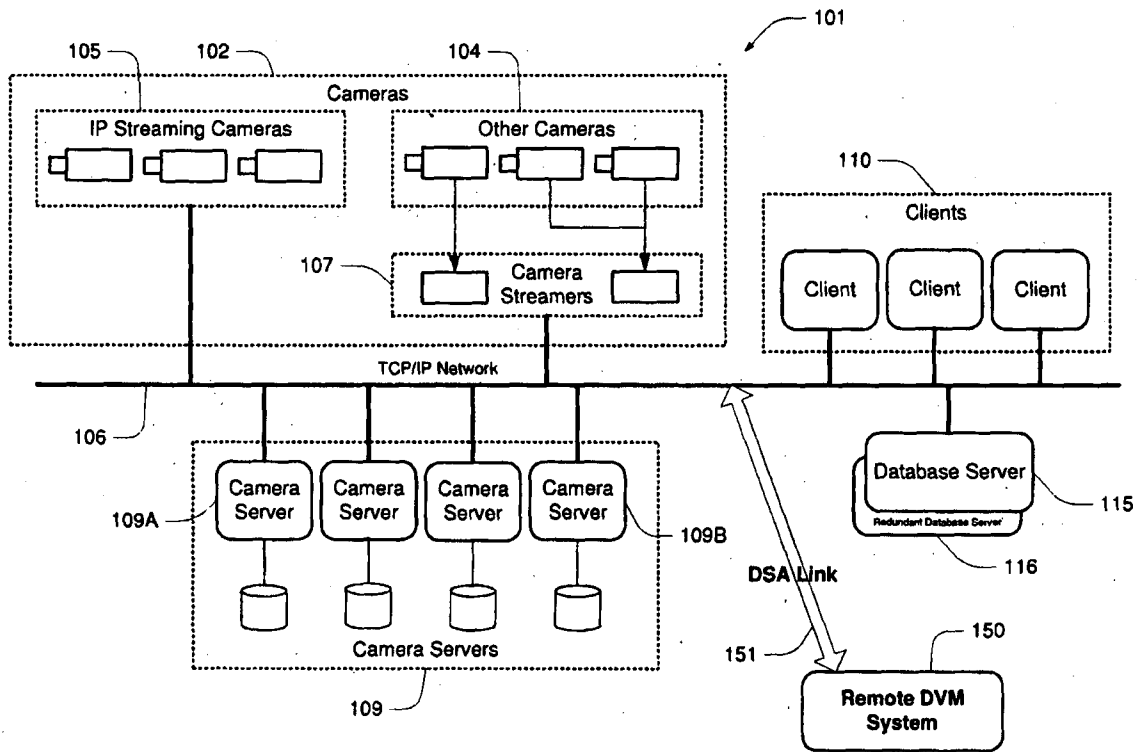 101
105
102
104
Cameras
IP Streaming Cameras
Other Cameras
110
Clients
107
Camera
Streamers
Client
Client
Client
TCP/IP Network
106
Camera
Server
Camera
Server
Camera
Server
Camera
Server
109A
109B
Database Server
115
Redundant Database Server
116
DSA Link
Camera Servers
109
151
150
Remote DVM
System